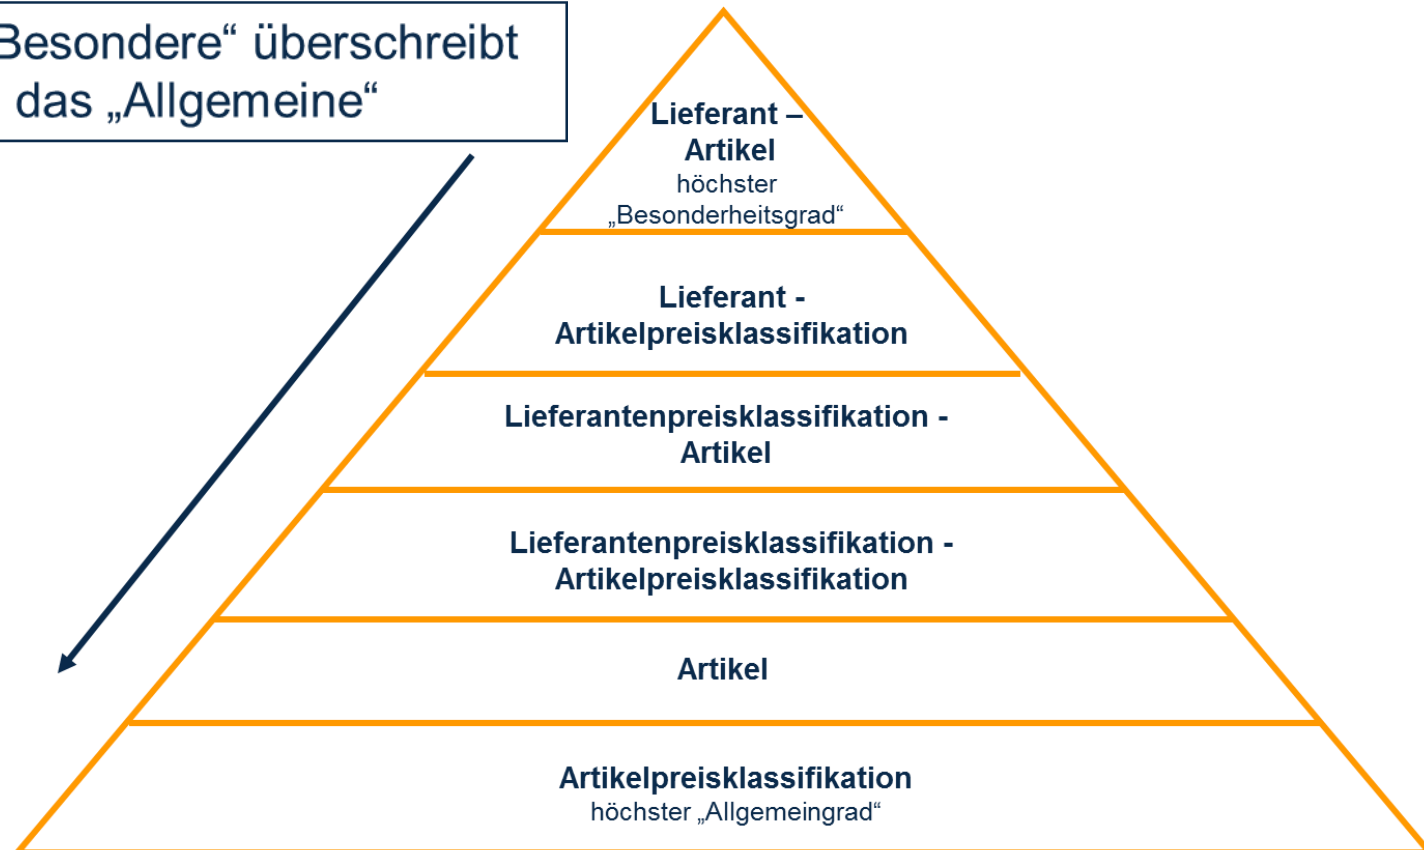 Besondere“ überschreibt
das „Allgemeine“
Lieferant –
Artikel
höchster
„Besonderheitsgrad“
Lieferant -
Artikelpreisklassifikation
Lieferantenpreisklassifikation -
Artikel
Lieferantenpreisklassifikation -
Artikelpreisklassifikation
Artikel
Artikelpreisklassifikation
höchster „Allgemeingrad“